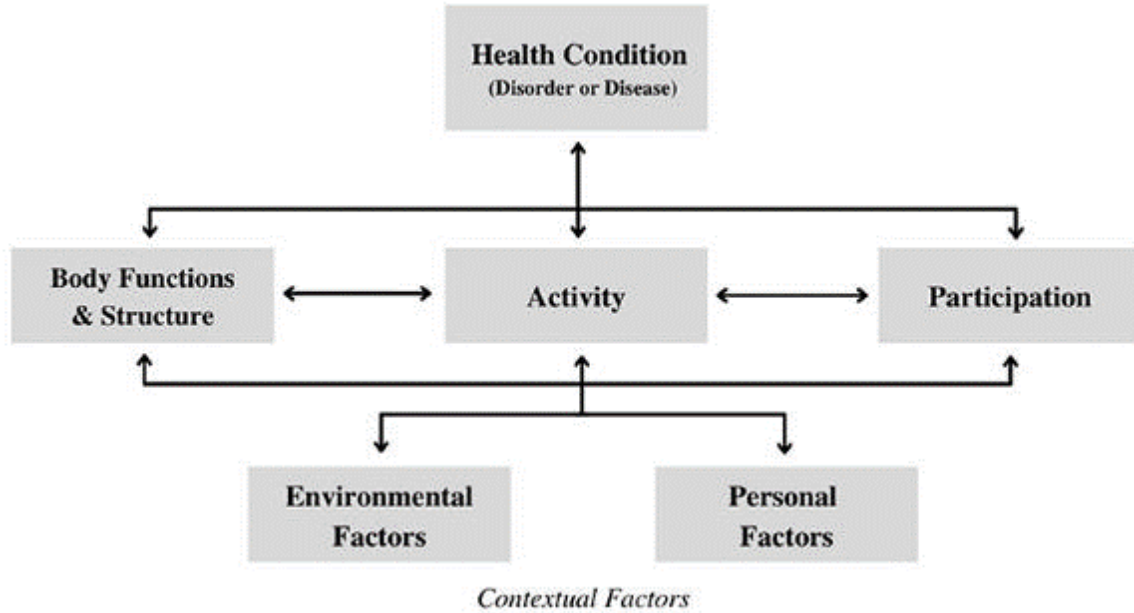 Health Condition
(Disorder or Disease)
Body Functions
& Structure
Activity
Participation
Environmental
Factors
Personal
Factors
Contextual Factors